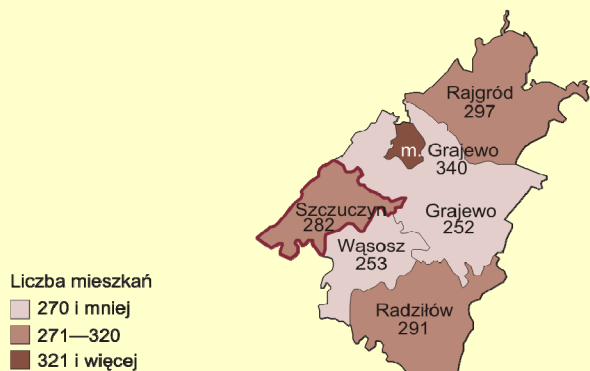 Rajgród
297
m. Grajewo
340
Szczuczyn
282
Grajewo
252
Wąsosz
253
Radziłów
291
Liczba mieszkań
270 i mniej
271—320
321 i więcej